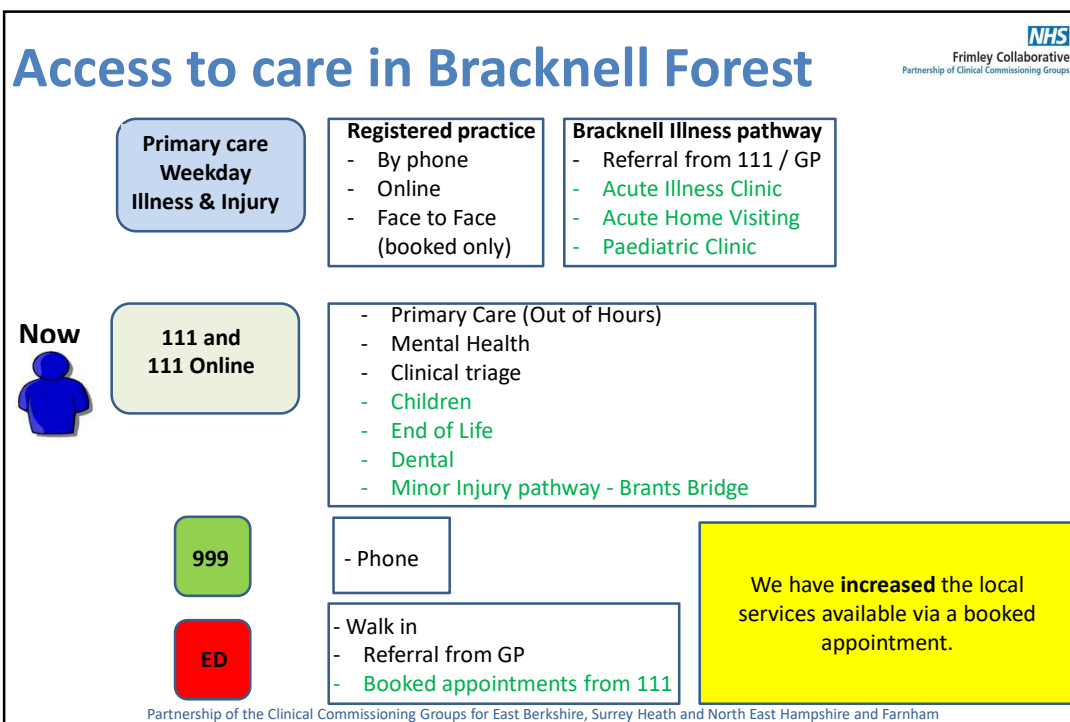 Access to care in Bracknell Forest
NHS
Frimley Collaborative
Partnership of Clinical Commissioning Groups
Primary care
Weekday
Illness & Injury
Registered practice
- By phone
- Online
- Face to Face
(booked only)
Bracknell Illness pathway
- Referral from 111 / GP
- Acute Illness Clinic
- Acute Home Visiting
- Paediatric Clinic
Now
111 and
111 Online
- Primary Care (Out of Hours)
- Mental Health
- Clinical triage
- Children
- End of Life
- Dental
- Minor Injury pathway - Brants Bridge
999
- Phone
ED
- Walk in
- Referral from GP
- Booked appointments from 111
We have increased the local
services available via a booked
appointment.
Partnership of the Clinical Commissioning Groups for East Berkshire, Surrey Heath and North East Hampshire and Farnham